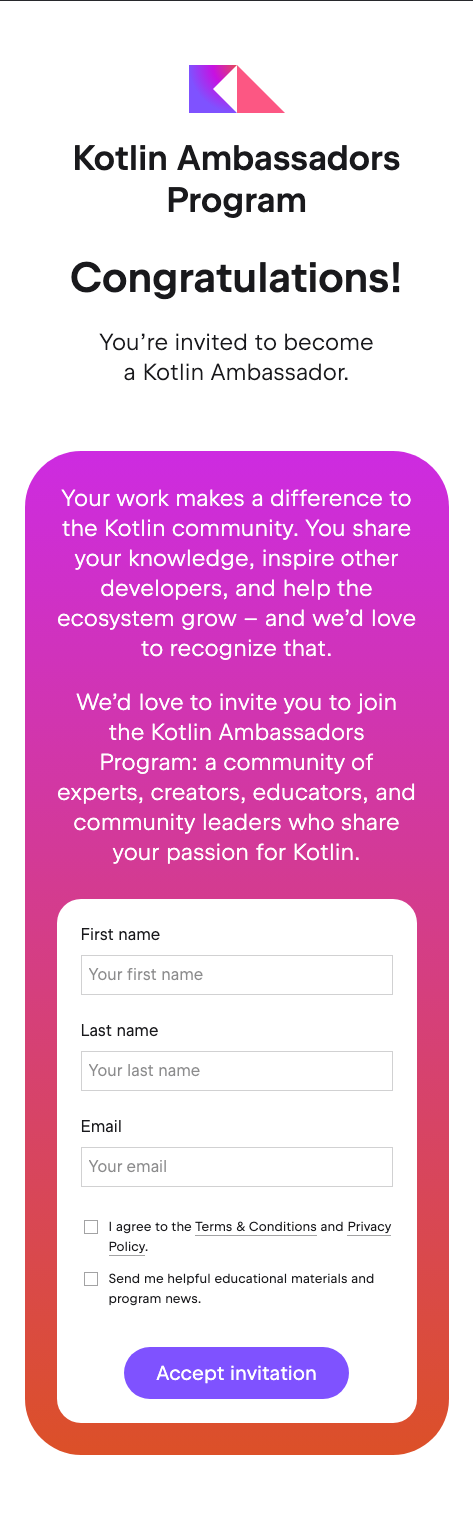 Kotlin Ambassadors
Program
Congratulations!
You’re invited to become
a Kotlin Ambassador.
Your work makes a difference to
the Kotlin community. You share
your knowledge, inspire other
developers, and help the
ecosystem grow – and we’d love
to recognize that.
We’d love to invite you to join
the Kotlin Ambassadors
Program: a community of
experts, creators, educators, and
community leaders who share
your passion for Kotlin.
First name
Your first name
Last name
Your last name
Email
Your email
I agree to the Terms & Conditions and Privacy
Policy.
Send me helpful educational materials and
program news.
Accept invitation